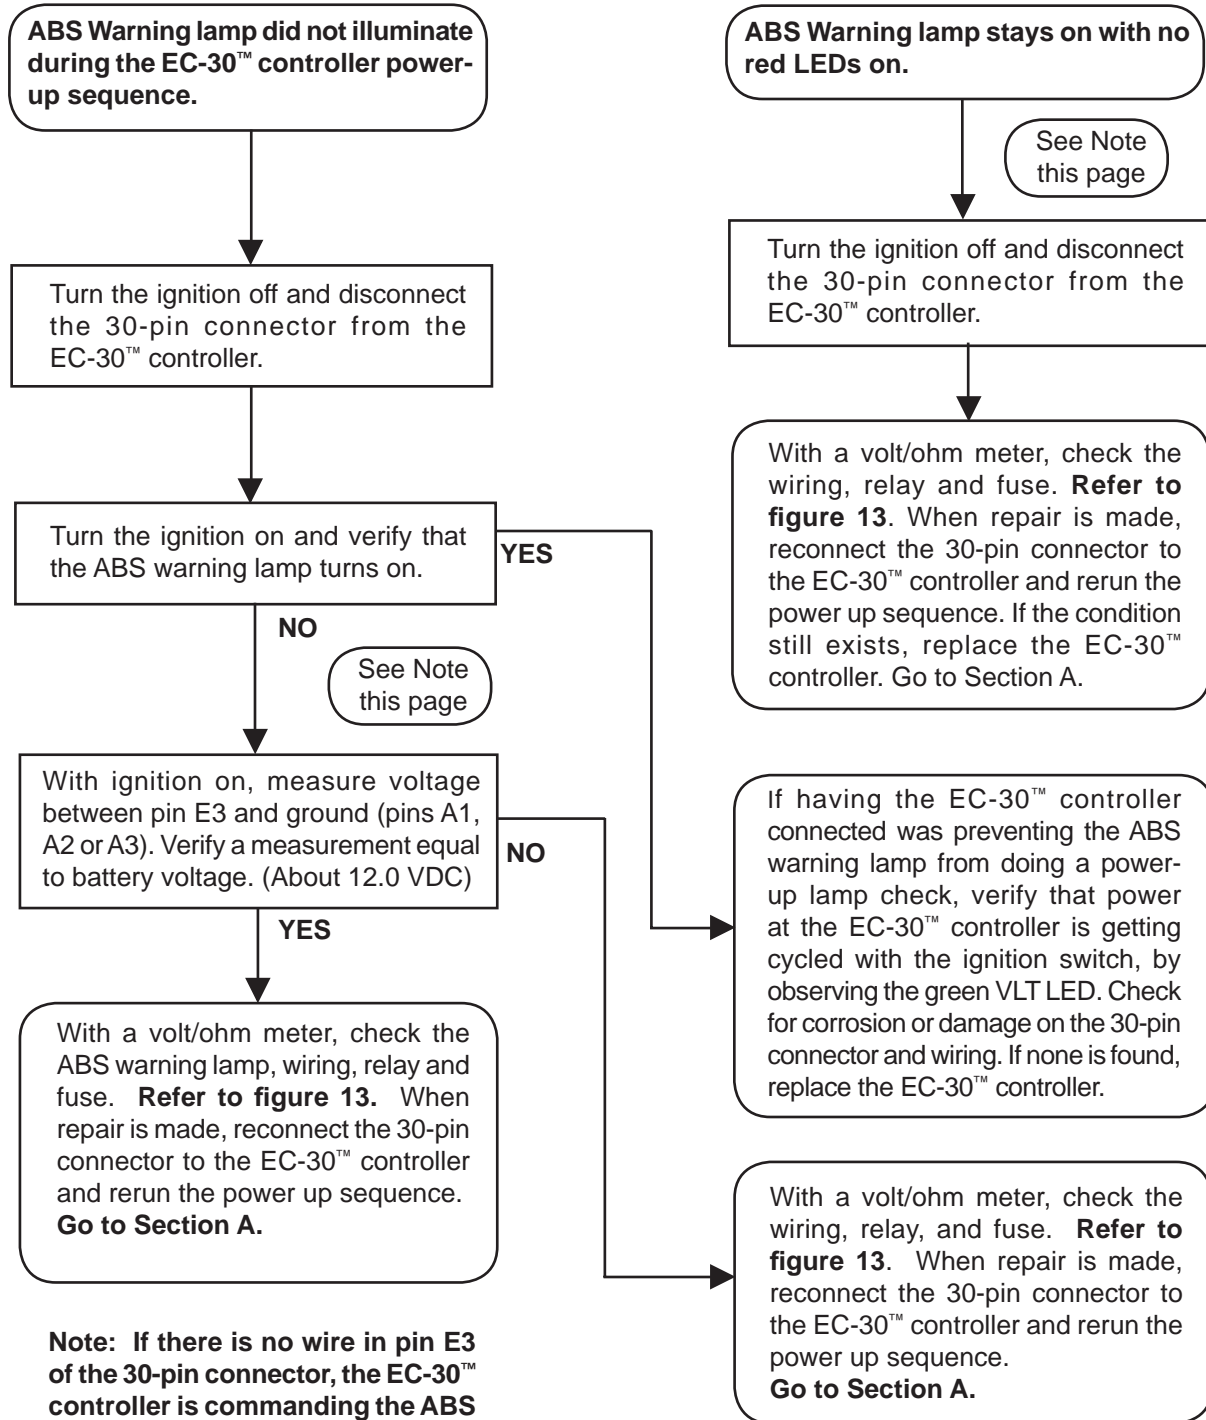 ABS Warning lamp did not illuminate
during the EC-30™ controller power-
up sequence.
Turn the ignition off and disconnect
the 30-pin connector from the
EC-30™ controller.
Turn the ignition on and verify that
the ABS warning lamp turns on.
YES
NO
See Note
this page
With ignition on, measure voltage
between pin E3 and ground (pins A1,
A2 or A3). Verify a measurement equal
to battery voltage. (About 12.0 VDC)
NO
YES
With a volt/ohm meter, check the
ABS warning lamp, wiring, relay and
fuse. Refer to figure 13. When
repair is made, reconnect the 30-pin
connector to the EC-30™ controller
and rerun the power up sequence.
Go to Section A.
Note: If there is no wire in pin E3
of the 30-pin connector, the EC-30™
controller is commanding the ABS
ABS Warning lamp stays on with no
red LEDs on.
See Note
this page
Turn the ignition off and disconnect
the 30-pin connector from the
EC-30™ controller.
With a volt/ohm meter, check the
wiring, relay and fuse. Refer to
figure 13. When repair is made,
reconnect the 30-pin connector to
the EC-30™ controller and rerun the
power up sequence. If the condition
still exists, replace the EC-30™
controller. Go to Section A.
If having the EC-30™ controller
connected was preventing the ABS
warning lamp from doing a power-
up lamp check, verify that power
at the EC-30™ controller is getting
cycled with the ignition switch, by
observing the green VLT LED. Check
for corrosion or damage on the 30-pin
connector and wiring. If none is found,
replace the EC-30™ controller.
With a volt/ohm meter, check the
wiring, relay, and fuse. Refer to
figure 13. When repair is made,
reconnect the 30-pin connector to
the EC-30™ controller and rerun the
power up sequence.
Go to Section A.